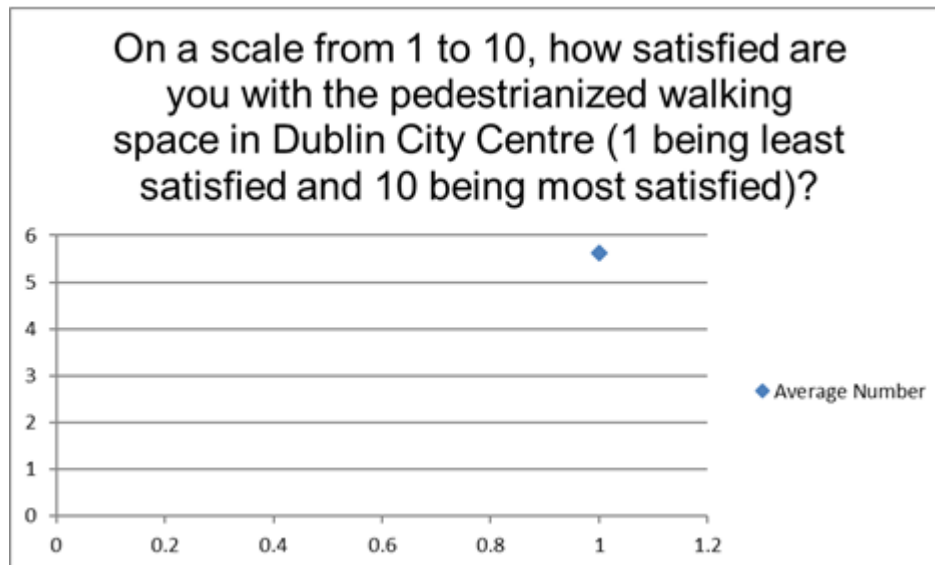 On a scale from 1 to 10, how satisfied are
you with the pedestrianized walking
space in Dublin City Centre (1 being least
satisfied and 10 being most satisfied)?
6
5
4
3
2
1
0
0 0.2 0.4 0.6 0.8 1 1.2
Average Number